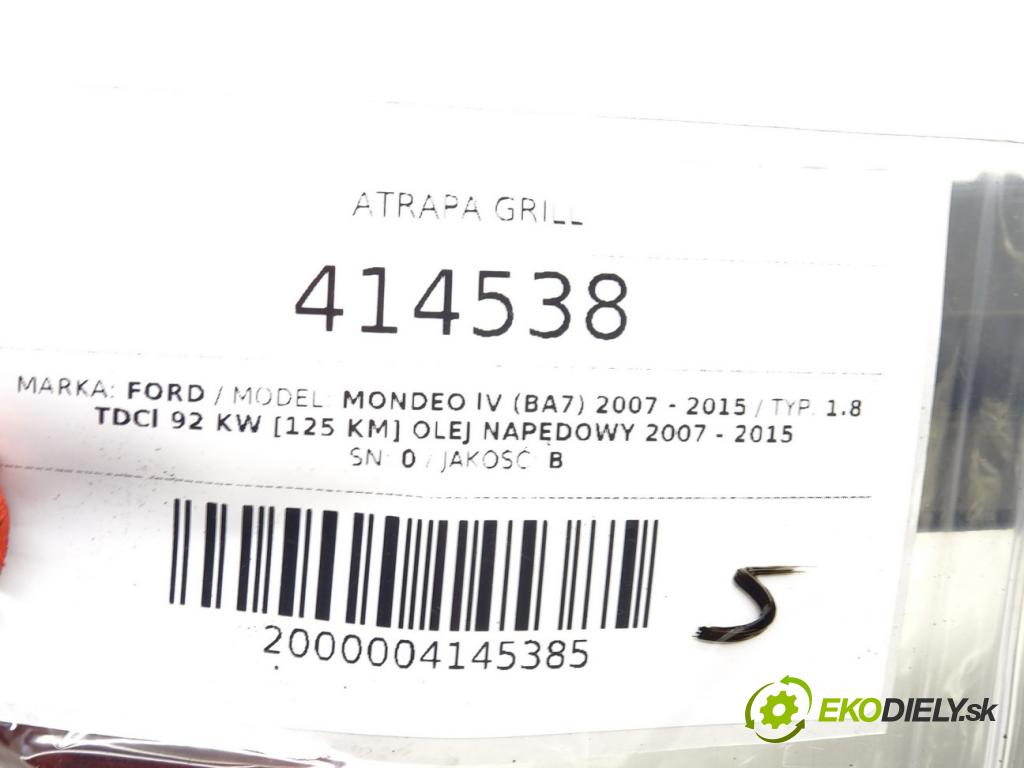 ATRAPA GRILL
414538
MARKA: FORD / MODEL: MONDEO IV (BA7) 2007 - 2015 / TYP: 1.8
TDCI 92 KW [125 KM] OLEJ NAPĘDOWY 2007 - 2015
SN: 0 / JAKOŚĆ: B
2000004145385
EKODIELY.sk